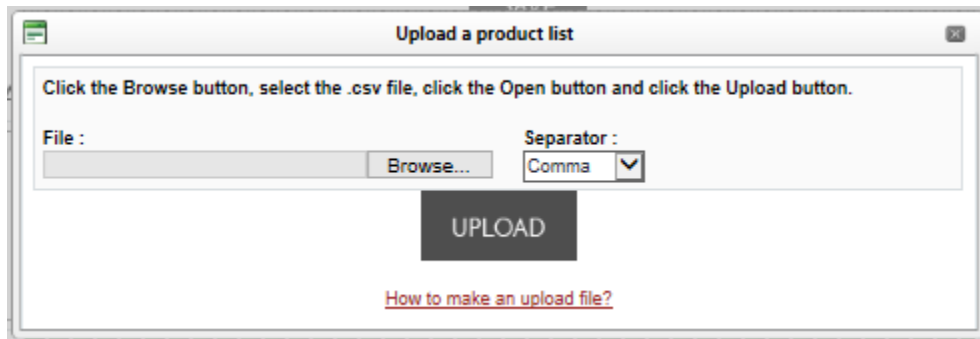 Upload a product list
Click the Browse button, select the .csv file, click the Open button and click the Upload button.
File :
Separator :
Browse...
Comma
UPLOAD
How to make an upload file?